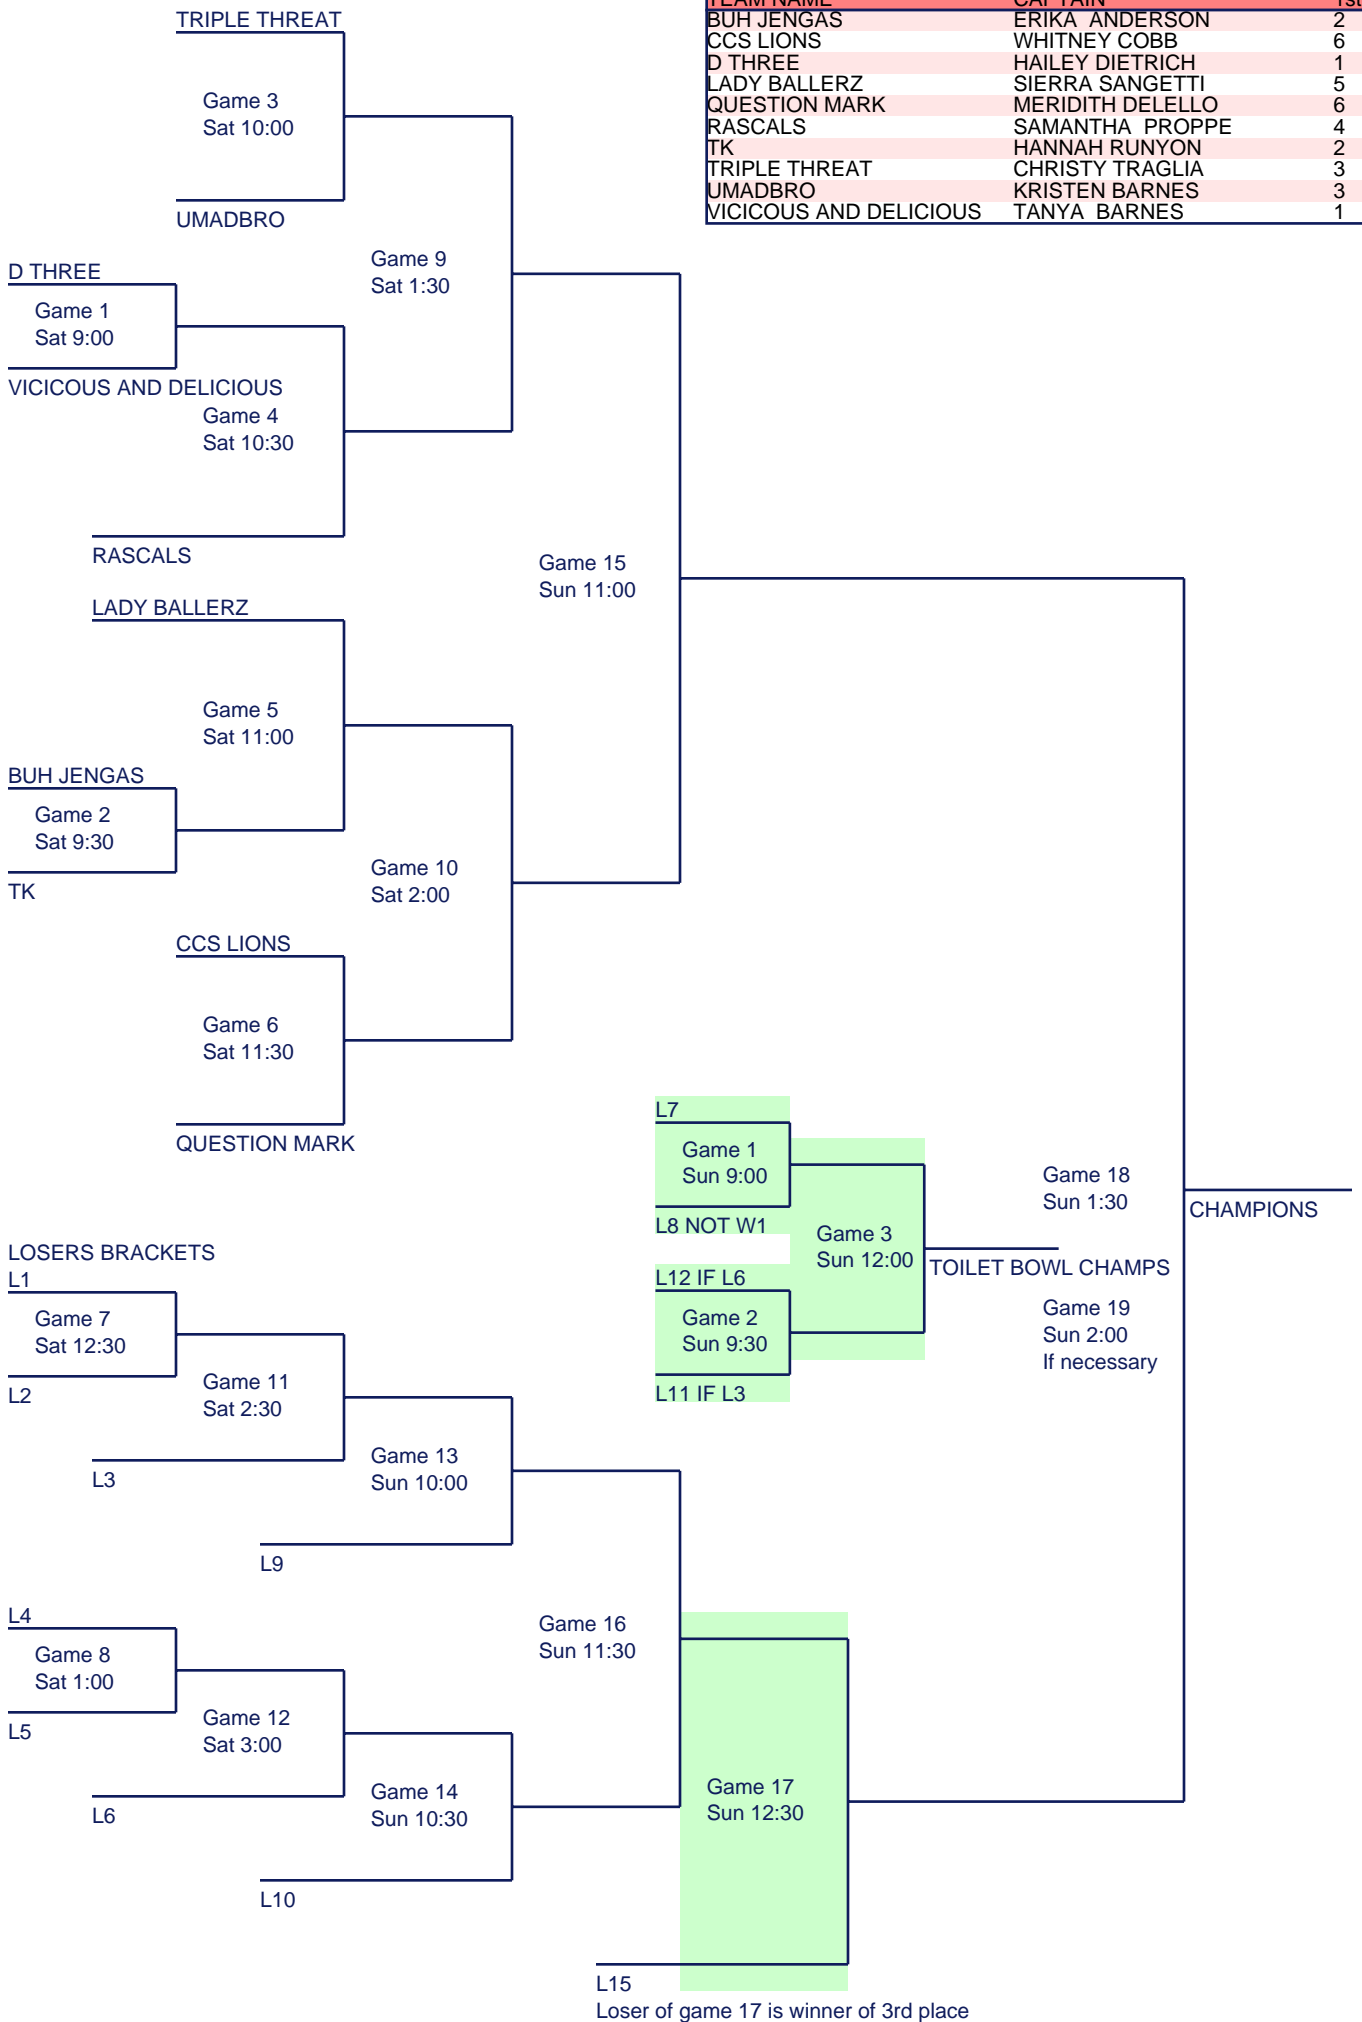 TEAM NAME CAPTAIN 1st
BUH JENGAS ERIKA ANDERSON 2
CCS LIONS WHITNEY COBB 6
D THREE HAILEY DIETRICH 1
LADY BALLERZ SIERRA SANGETTI 5
QUESTION MARK MERIDITH DELELLO 6
RASCALS SAMANTHA PROPPE 4
TK HANNAH RUNYON 2
TRIPLE THREAT CHRISTY TRAGLIA 3
UMADBRO KRISTEN BARNES 3
VICICOUS AND DELICIOUS TANYA BARNES 1
TRIPLE THREAT
Game 3
Sat 10:00
UMADBRO
Game 9
Sat 1:30
D THREE
Game 1
Sat 9:00
VICICOUS AND DELICIOUS
Game 4
Sat 10:30
RASCALS
Game 15
Sun 11:00
LADY BALLERZ
Game 5
Sat 11:00
BUH JENGAS
Game 2
Sat 9:30
TK
Game 10
Sat 2:00
CCS LIONS
Game 6
Sat 11:30
QUESTION MARK
L7
Game 1
Sun 9:00
L8 NOT W1
Game 3
Sun 12:00
L12 IF L6
Game 2
Sun 9:30
L11 IF L3
TOILET BOWL CHAMPS
Game 18
Sun 1:30
CHAMPIONS
Game 19
Sun 2:00
If necessary
LOSERS BRACKETS
L1
Game 7
Sat 12:30
L2
Game 11
Sat 2:30
L3
Game 13
Sun 10:00
L9
L4
Game 8
Sat 1:00
L5
Game 12
Sat 3:00
L6
Game 14
Sun 10:30
L10
Game 16
Sun 11:30
Game 17
Sun 12:30
L15
Loser of game 17 is winner of 3rd place